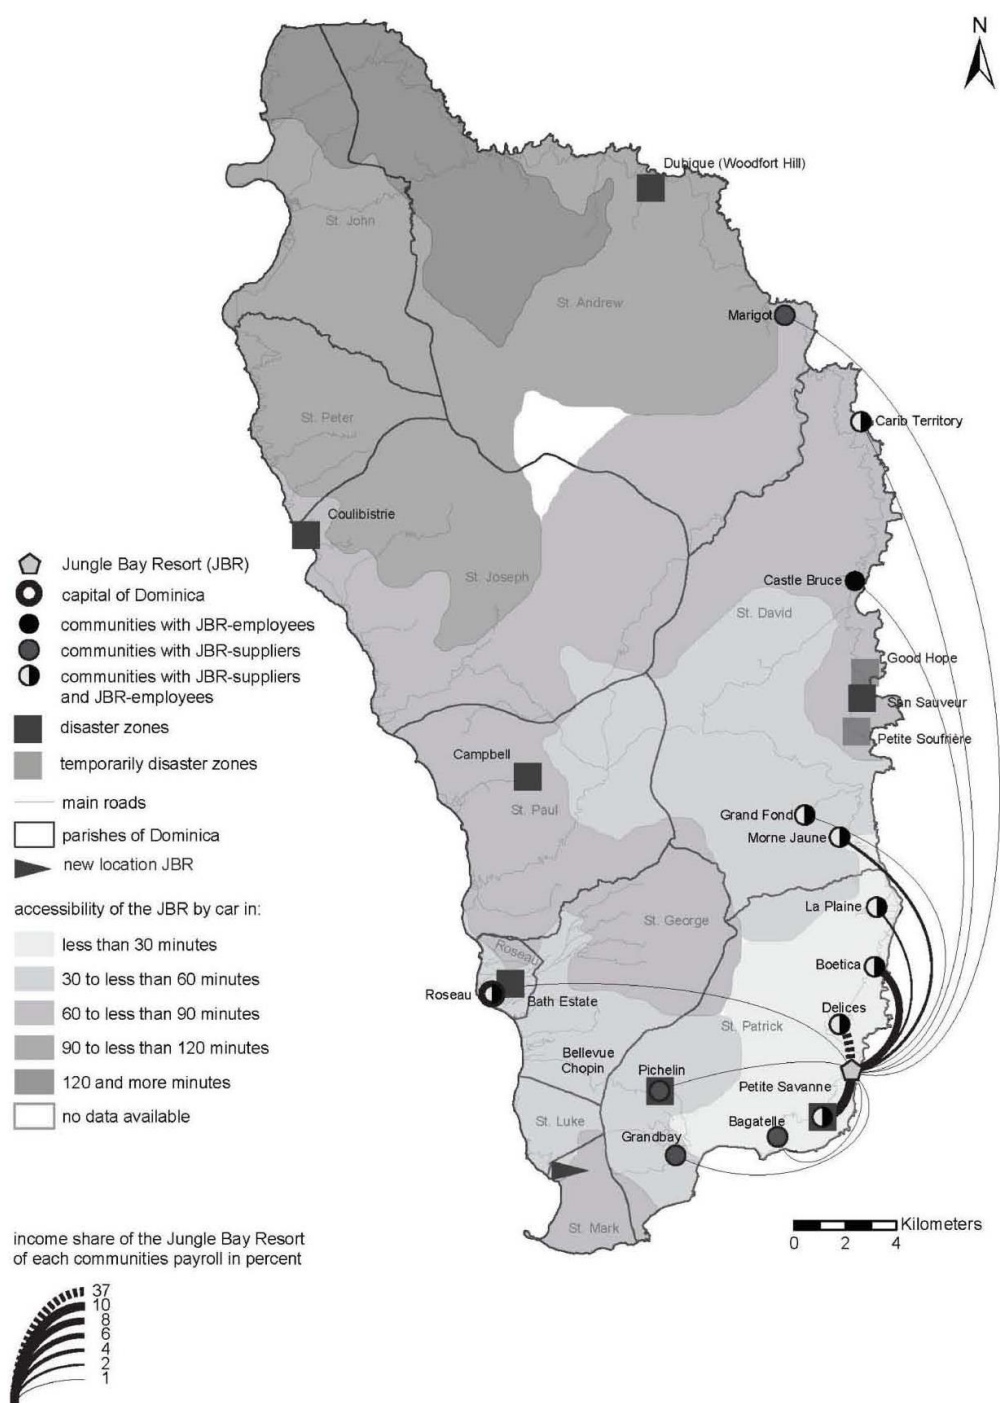 N
Dubique (Woodfort Hill)
St. John
St. Andrew
Marigot
St. Peter
Carib Territory
Coulibistrie
St. Joseph
Castle Bruce
St. David
Good Hope
San Sauveur
Petite Soufrière
Campbell
St. Paul
Grand Fond
Morne Jaune
La Plaine
St. George
Roseau
Boetica
Roseau
Bath Estate
Delices
St. Patrick
Bellevue
Chopin
Pichelin
Petite Savanne
St. Luke
Bagatelle
Grandbay
St. Mark
Kilometers
0 2 4
Jungle Bay Resort (JBR)
capital of Dominica
communities with JBR-employees
communities with JBR-suppliers
communities with JBR-suppliers
and JBR-employees
disaster zones
temporarily disaster zones
main roads
parishes of Dominica
new location JBR
accessibility of the JBR by car in:
less than 30 minutes
30 to less than 60 minutes
60 to less than 90 minutes
90 to less than 120 minutes
120 and more minutes
no data available
income share of the Jungle Bay Resort
of each communities payroll in percent
37
10
8
6
4
2
1